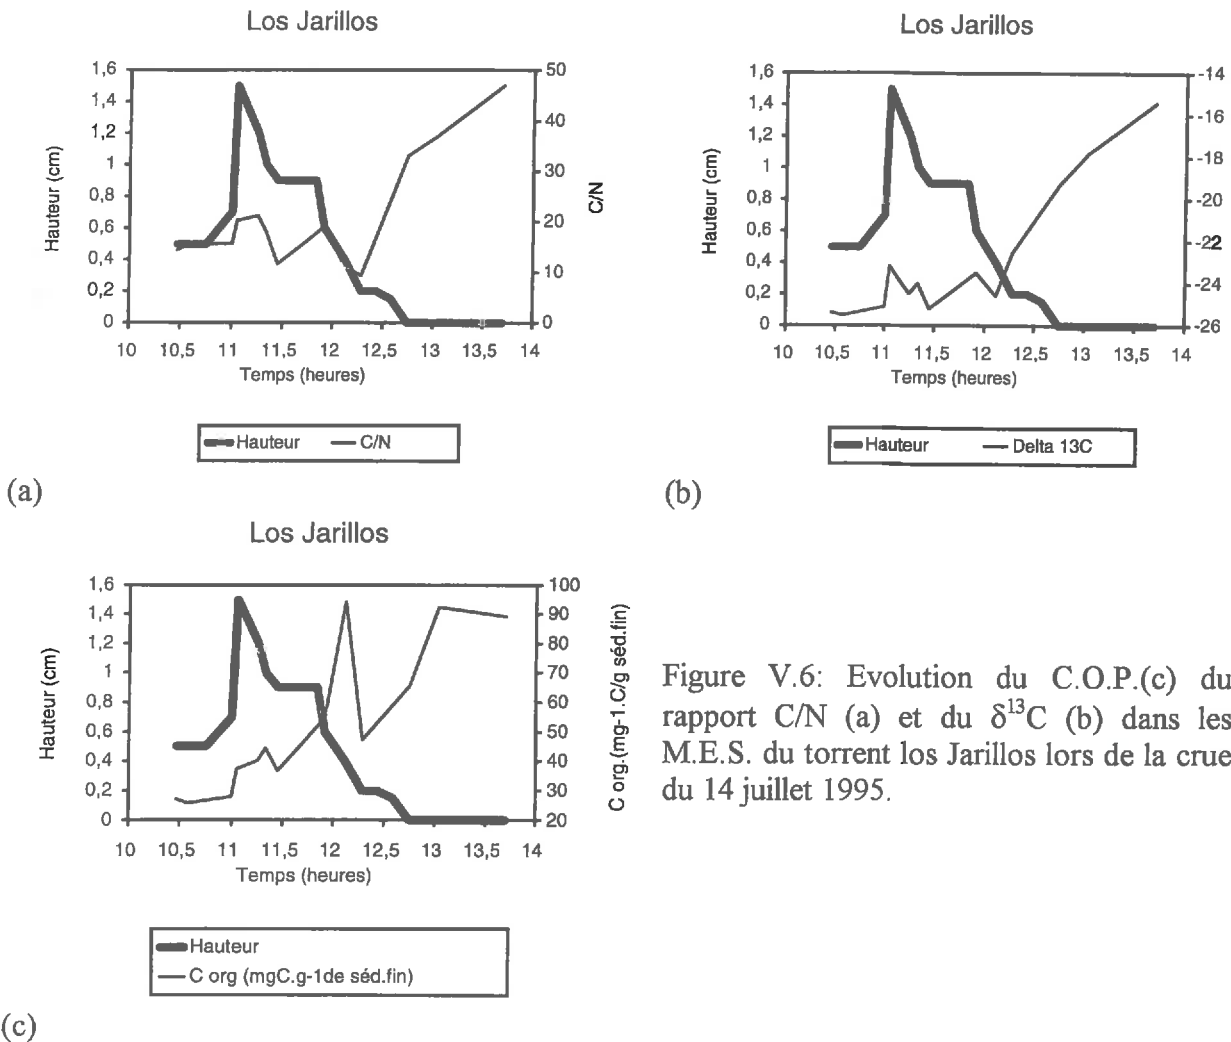 Los Jarillos
1,6
1,4
1,2
1
0,8
0,6
0,4
0,2
0
Hauteur (cm)
50
40
30
20
10
0
C/N
10 10,5 11 11,5 12 12,5 13 13,5 14
Temps (heures)
Hauteur C/N
(a)
Los Jarillos
1,6
1,4
1,2
1
0,8
0,6
0,4
0,2
0
Hauteur (cm)
-14
-16
-18
-20
-22
-24
-26
10 10,5 11 11,5 12 12,5 13 13,5 14
Temps (heures)
Hauteur Delta 13C
(b)
Los Jarillos
1,6
1,4
1,2
1
0,8
0,6
0,4
0,2
0
Hauteur (cm)
100
90
80
70
60
50
40
30
20
C org.(mg-1.C/g séd.fin)
10 10,5 11 11,5 12 12,5 13 13,5 14
Temps (heures)
Hauteur
C org (mgC.g-1de séd.fin)
(c)
Figure V.6: Evolution du C.O.P.(c) du
rapport C/N (a) et du δ¹³C (b) dans les
M.E.S. du torrent los Jarillos lors de la crue
du 14 juillet 1995.